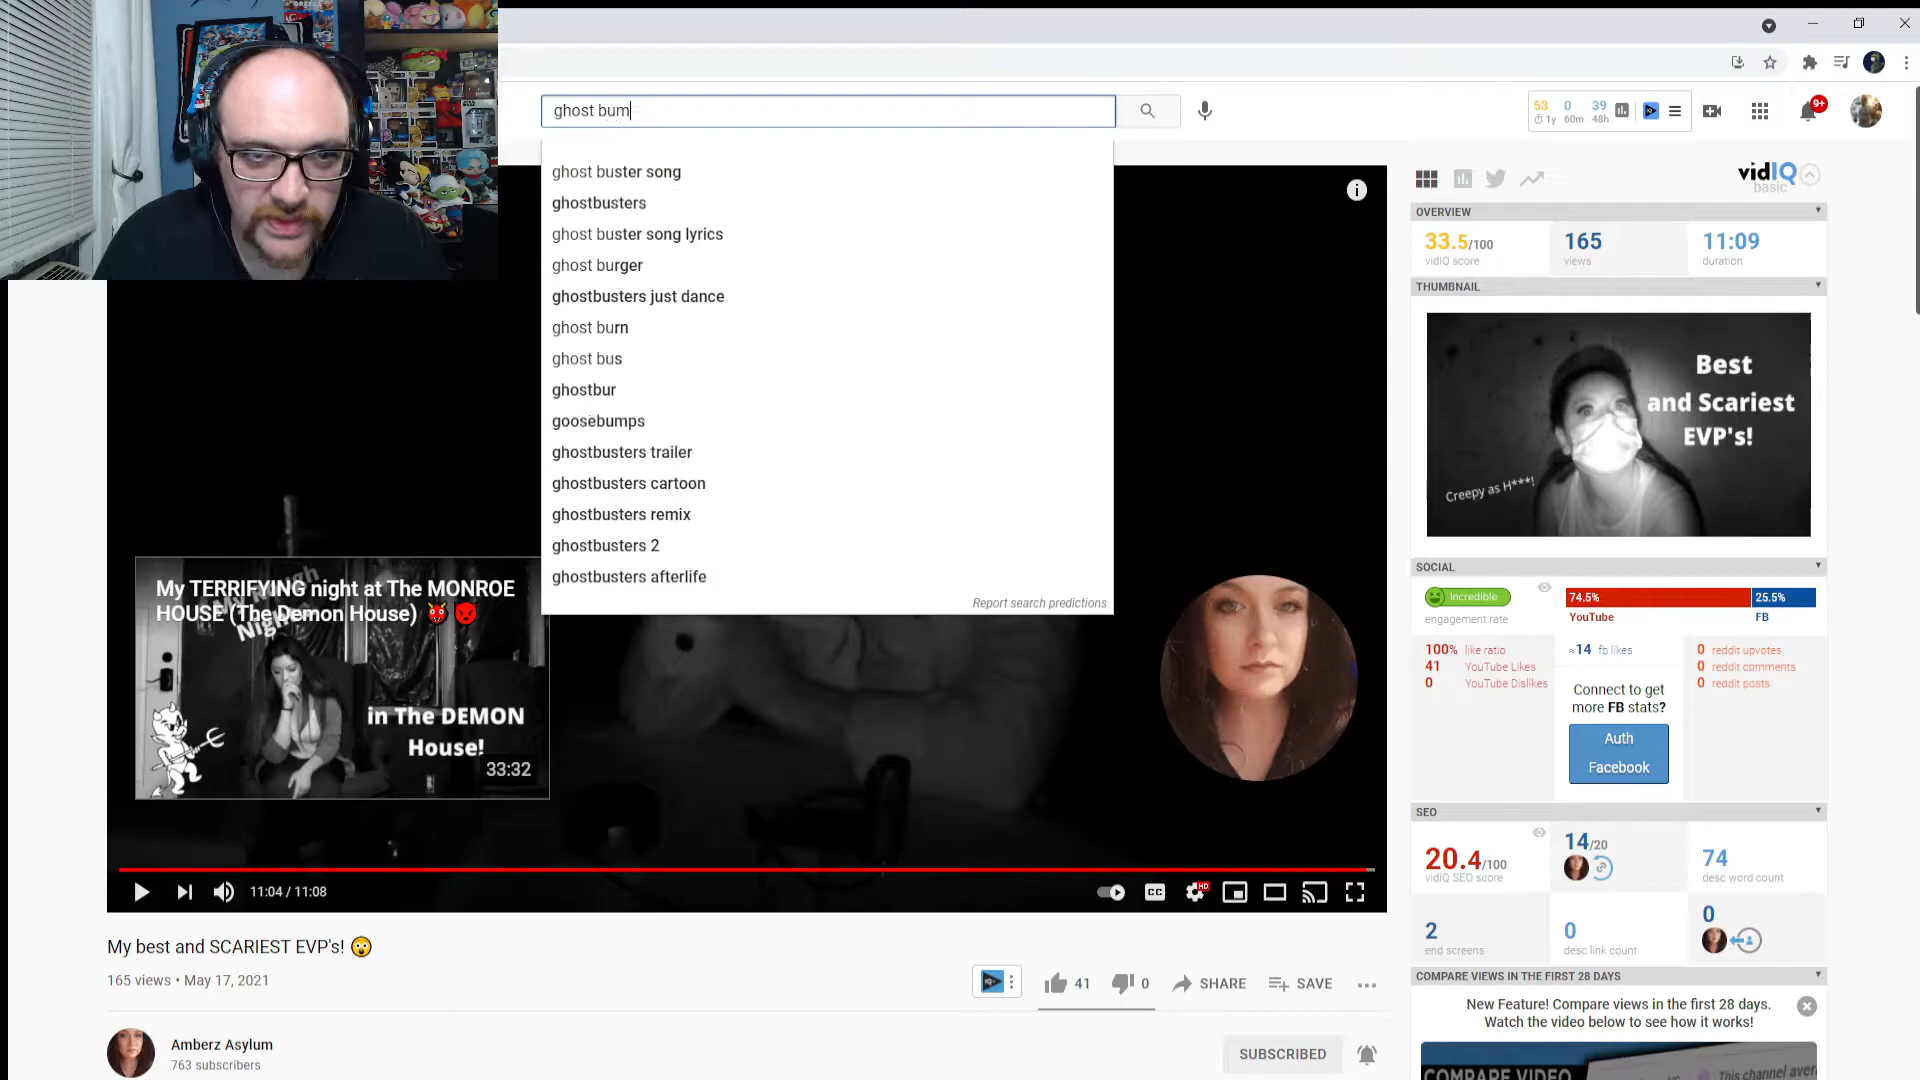 ghost bum
53
0
39
1y
60m
48h
9+
ghost buster song
ghostbusters
ghost buster song lyrics
ghost burger
ghostbusters just dance
ghost burn
ghost bus
ghostbur
goosebumps
ghostbusters trailer
ghostbusters cartoon
ghostbusters remix
ghostbusters 2
ghostbusters afterlife
Report search predictions
My TERRIFYING night at The MONROE
HOUSE (The Demon House)
in The DEMON
House!
33:32
11:04 / 11:08
CC
HD
My best and SCARIEST EVP's!
165 views • May 17, 2021
41
0
SHARE
SAVE
Amberz Asylum
763 subscribers
SUBSCRIBED
vidIQ
basic
OVERVIEW
33.5/100
vidIQ score
165
views
11:09
duration
THUMBNAIL
Best
and Scariest
EVP's!
Creepy as H***!
SOCIAL
Incredible
engagement rate
74.5%
25.5%
YouTube
FB
100% like ratio
41 YouTube Likes
0 YouTube Dislikes
≈14 fb likes
Connect to get
more FB stats?
Auth
Facebook
0 reddit upvotes
0 reddit comments
0 reddit posts
SEO
20.4/100
vidIQ SEO score
14/20
74
desc word count
2
end screens
0
desc link count
0
COMPARE VIEWS IN THE FIRST 28 DAYS
New Feature! Compare views in the first 28 days.
Watch the video below to see how it works!
COMPARE VIDEO
This channel aver